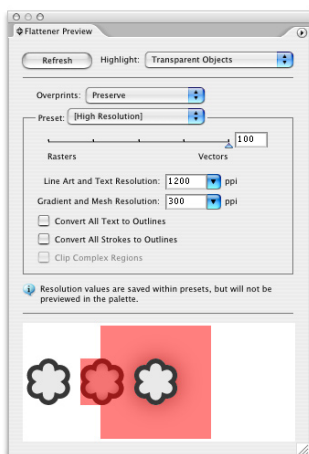 Flattener Preview
Refresh Highlight: Transparent Objects
Overprints: Preserve
Preset: [High Resolution]
100
Rasters Vectors
Line Art and Text Resolution: 1200 ppi
Gradient and Mesh Resolution: 300 ppi
Convert All Text to Outlines
Convert All Strokes to Outlines
Clip Complex Regions
Resolution values are saved within presets, but will not be
previewed in the palette.